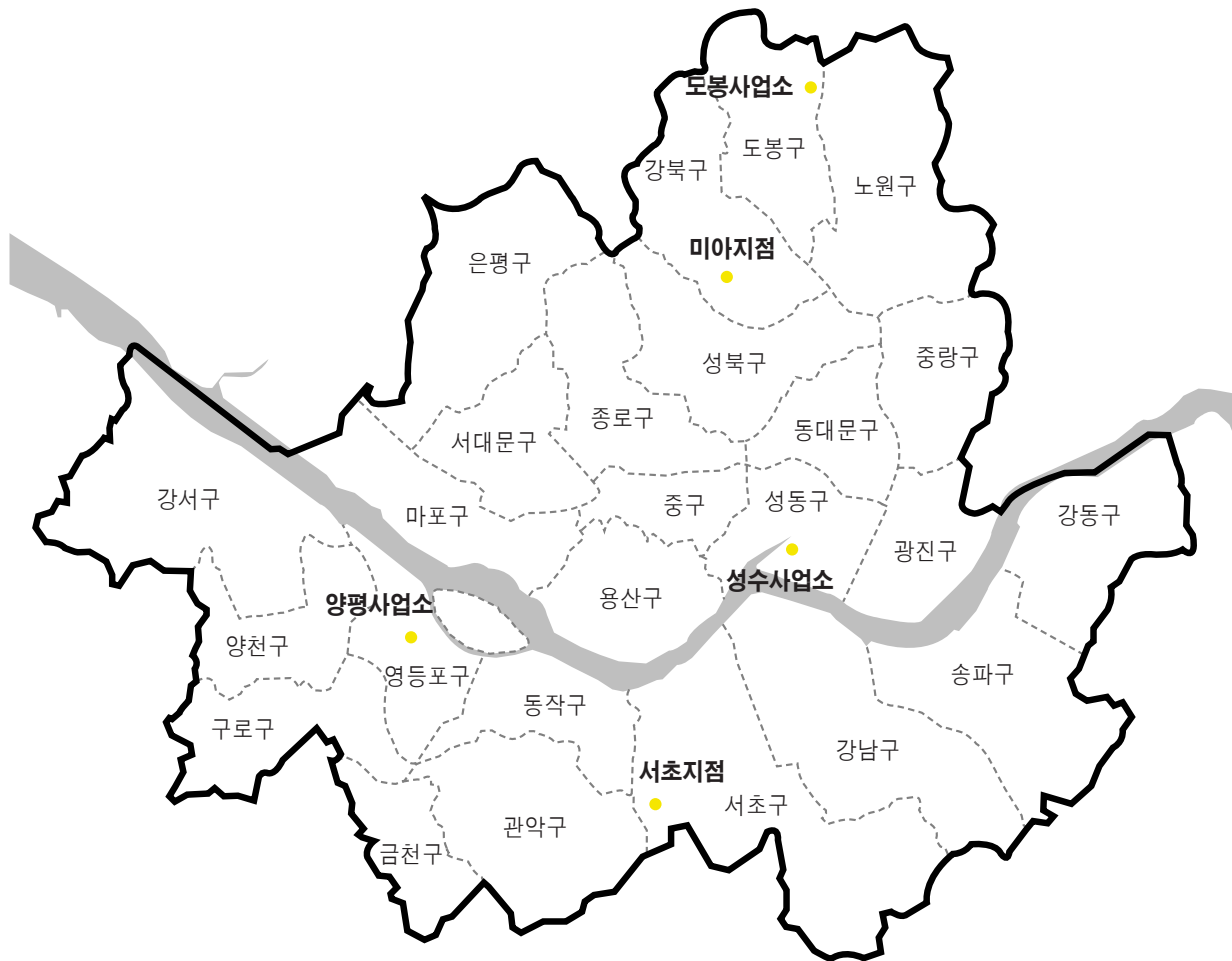 도봉사업소
도봉구
강북구
노원구
미아지점
은평구
성북구
중랑구
종로구
동대문구
서대문구
강서구
마포구
중구
성동구
강동구
광진구
성수사업소
용산구
양평사업소
양천구
영등포구
송파구
동작구
구로구
강남구
서초지점
서초구
관악구
금천구